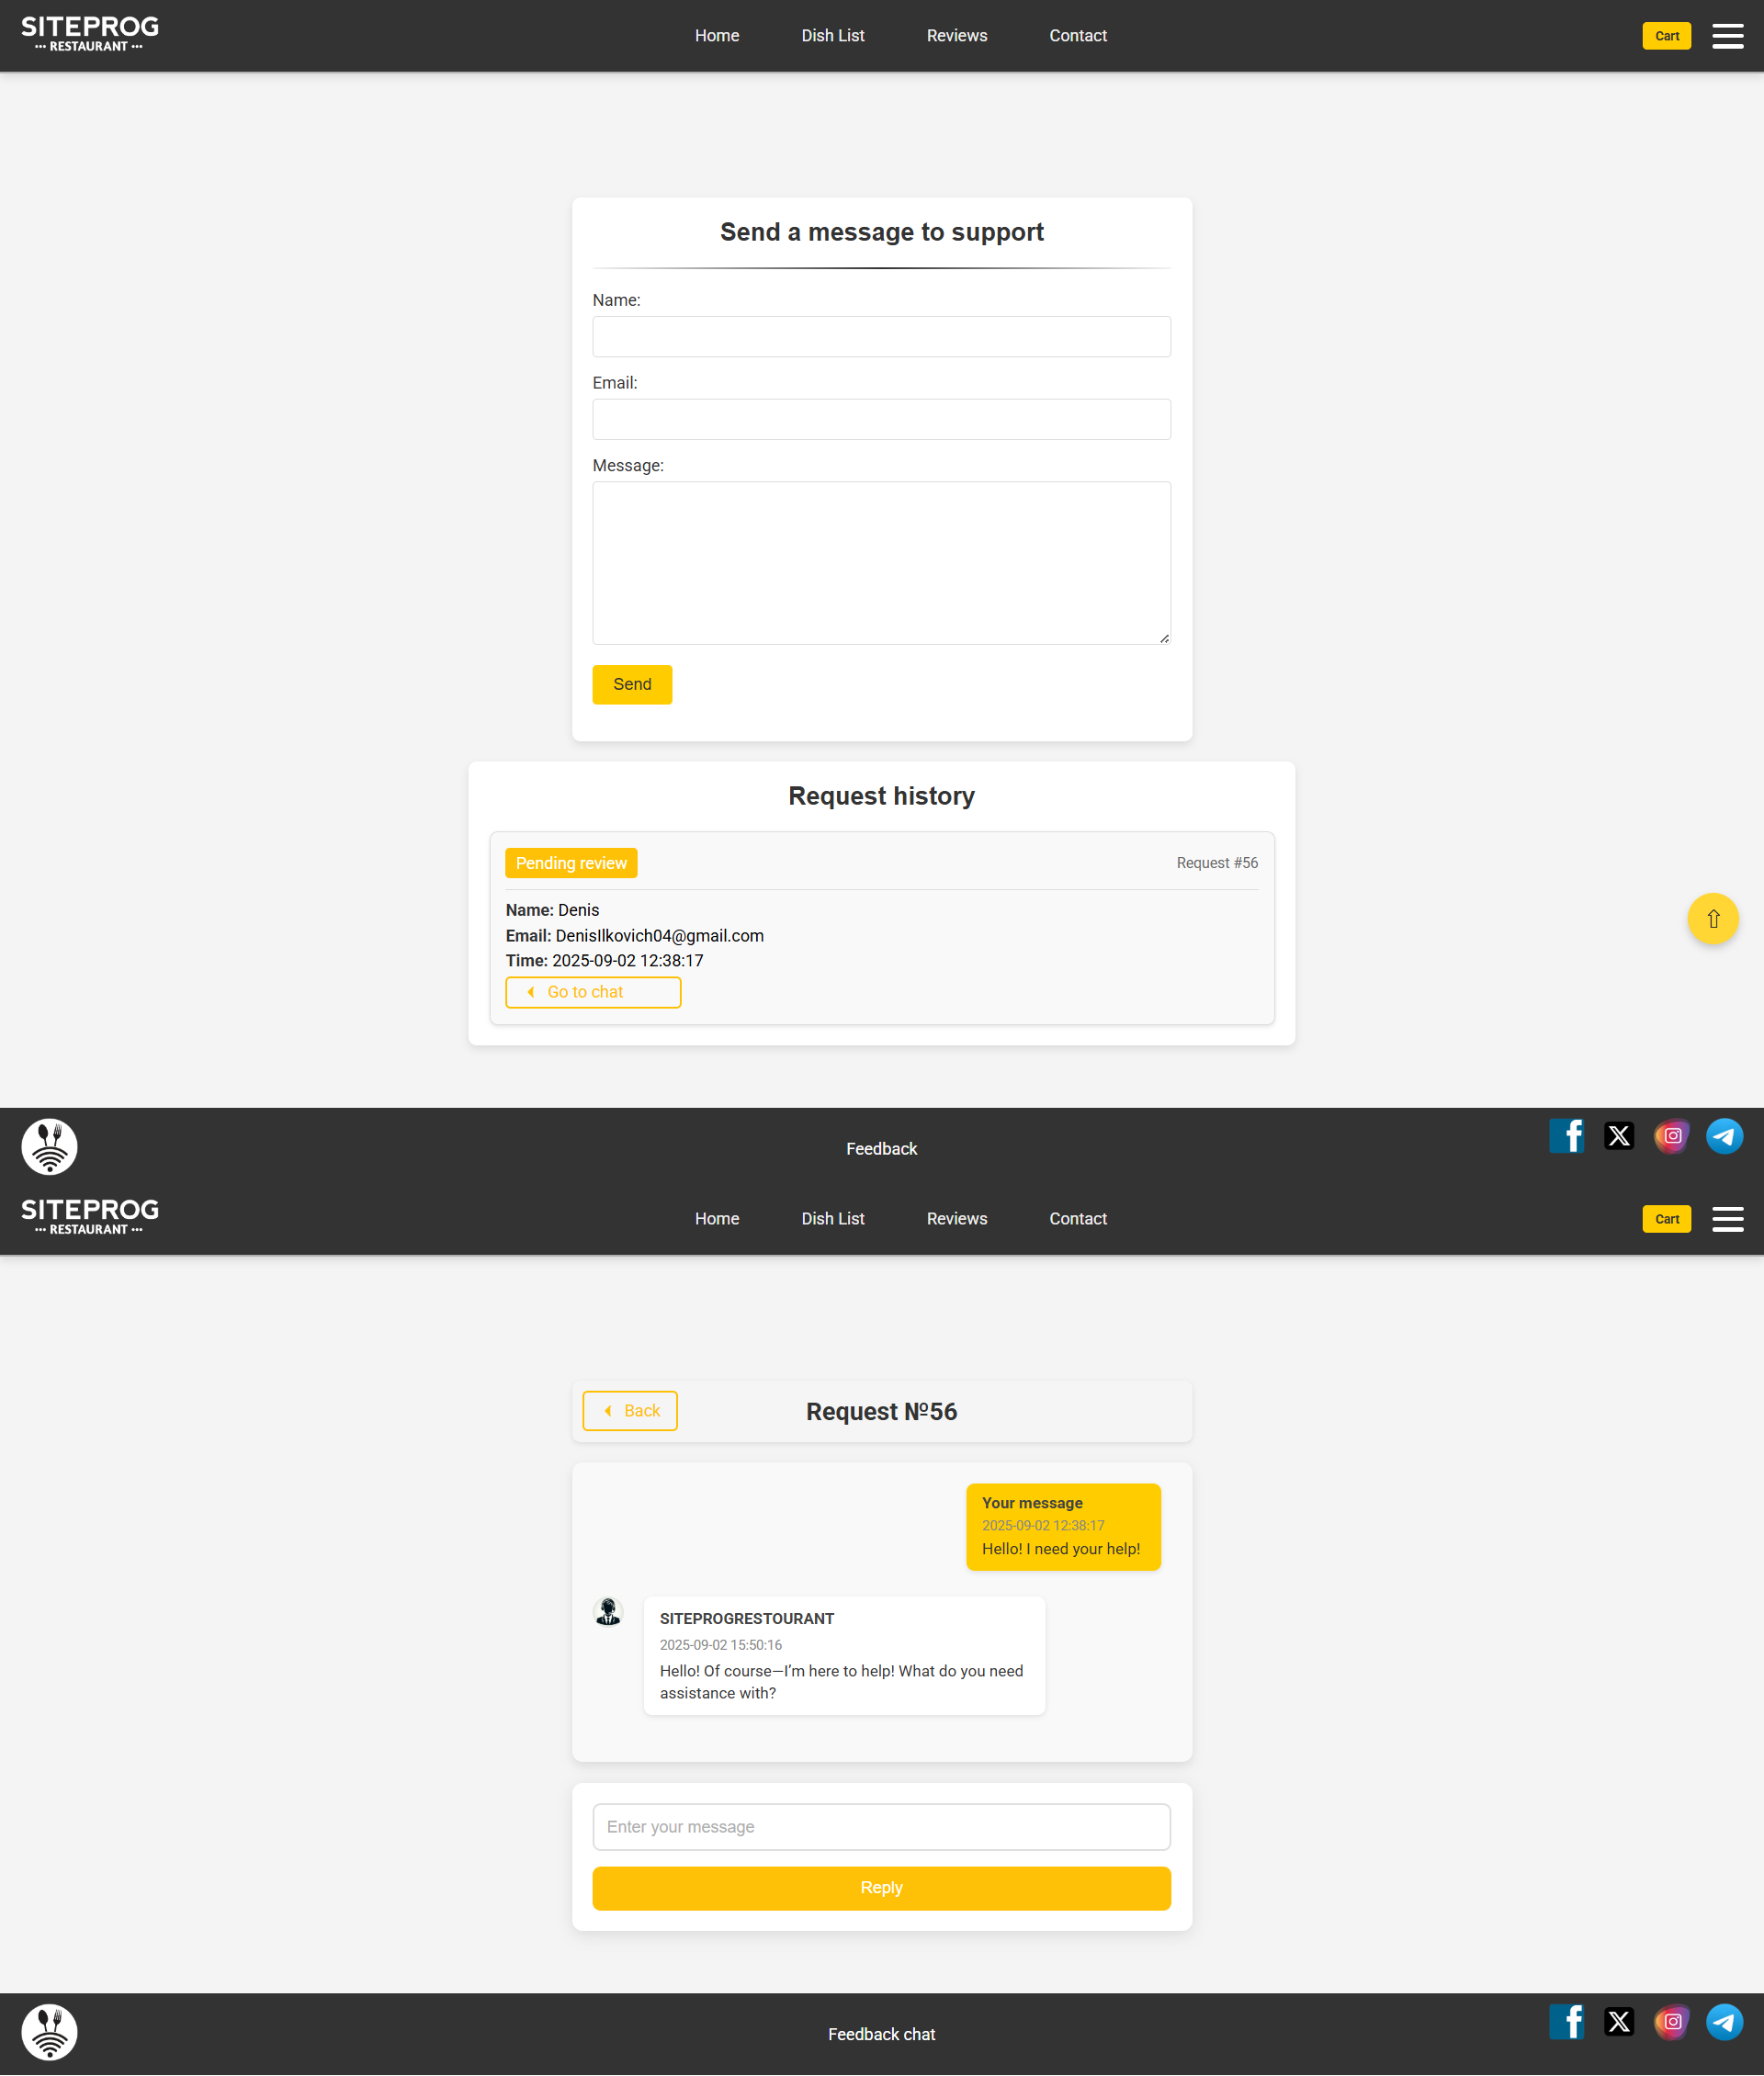 SITEPROG
··· RESTAURANT ···
Home Dish List Reviews Contact
Cart
Send a message to support
Name:
Email:
Message:
Send
Request history
Pending review Request #56
Name: Denis
Email: DenisIlkovich04@gmail.com
Time: 2025-09-02 12:38:17
Go to chat
⇧
Feedback
SITEPROG
··· RESTAURANT ···
Home Dish List Reviews Contact
Cart
Back
Request №56
Your message
2025-09-02 12:38:17
Hello! I need your help!
SITEPROGRESTOURANT
2025-09-02 15:50:16
Hello! Of course—I’m here to help! What do you need
assistance with?
Enter your message
Reply
Feedback chat